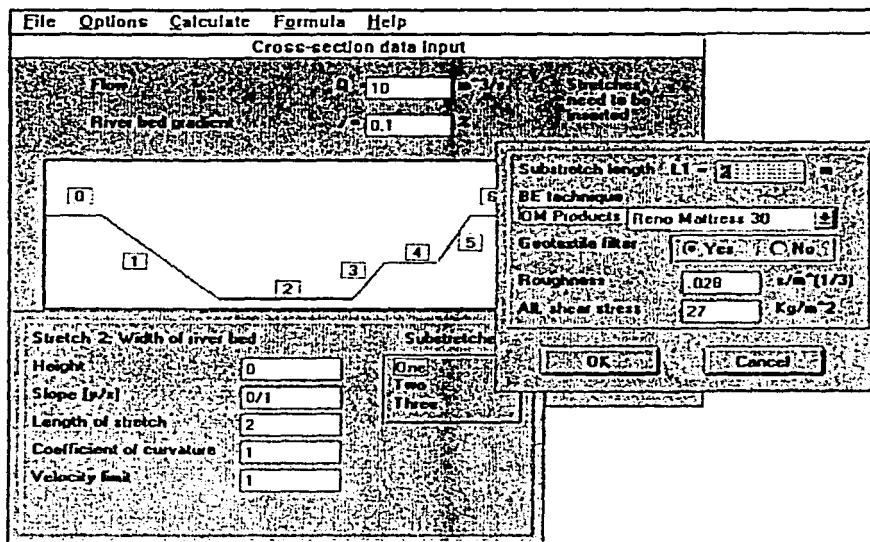 File Options Calculate Formula Help
Cross-section data input
Flow Q = 10 m^3/s
River bed gradient i = 0.1
Stretches
need to be
inserted
0
1
2
3
4
5
6
Substretch length L1 = 2 m
BE technique
OM Products Reno Mattress 30
Geotextile filter Yes No
Roughness .028 s/m^(1/3)
All. shear stress 27 Kg/m^2
OK Cancel
Stretch 2: Width of river bed
Height 0
Slope [y/x] 0/1
Length of stretch 2
Coefficient of curvature 1
Velocity limit 1
Substretche
One
Two
Three